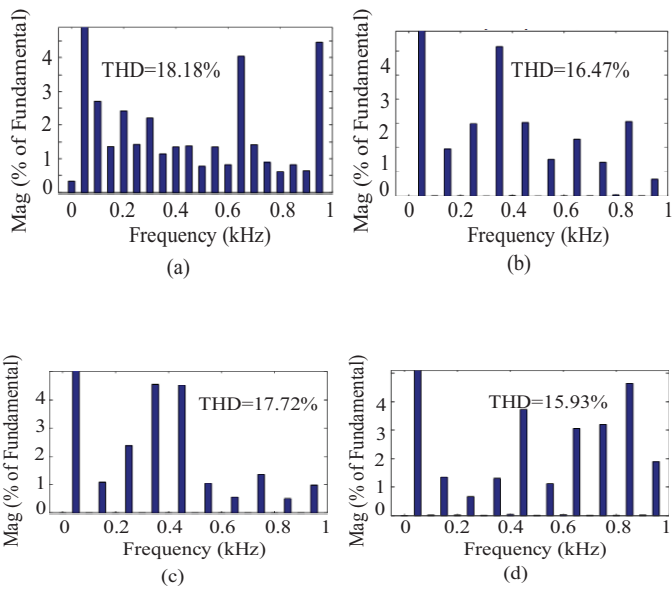 Mag (% of Fundamental)
4
3
2
1
0
THD=18.18%
0 0.2 0.4 0.6 0.8 1
Frequency (kHz)
(a)
Mag (% of Fundamental)
4
3
2
1
0
THD=16.47%
0 0.2 0.4 0.6 0.8 1
Frequency (kHz)
(b)
Mag (% of Fundamental)
4
3
2
1
0
THD=17.72%
0 0.2 0.4 0.6 0.8 1
Frequency (kHz)
(c)
Mag (% of Fundamental)
4
3
2
1
0
THD=15.93%
0 0.2 0.4 0.6 0.8 1
Frequency (kHz)
(d)